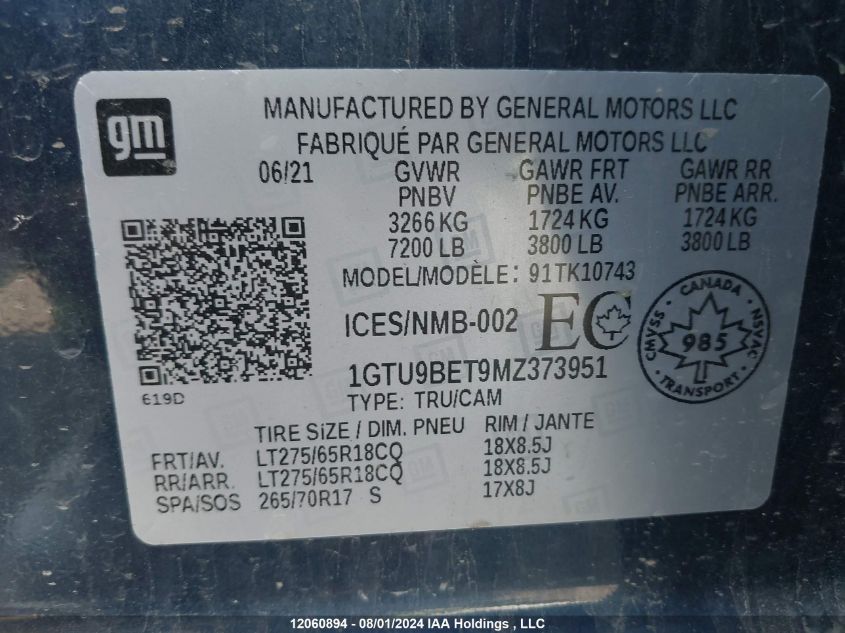 gm
MANUFACTURED BY GENERAL MOTORS LLC
FABRIQUÉ PAR GENERAL MOTORS LLC
06/21 GVWR GAWR FRT GAWR RR
PNBV PNBE AV. PNBE ARR.
3266 KG 1724 KG 1724 KG
7200 LB 3800 LB 3800 LB
MODEL/MODÈLE: 91TK10743
ICES/NMB-002 EC
CANADA
CMVSS 985 NSVAC
TRANSPORT
1GTU9BET9MZ373951
619D
TYPE: TRU/CAM
TIRE SIZE / DIM. PNEU RIM / JANTE
FRT/AV. LT275/65R18CQ 18X8.5J
RR/ARR. LT275/65R18CQ 18X8.5J
SPA/SOS 265/70R17 S 17X8J
12060894 - 08/01/2024 IAA Holdings , LLC